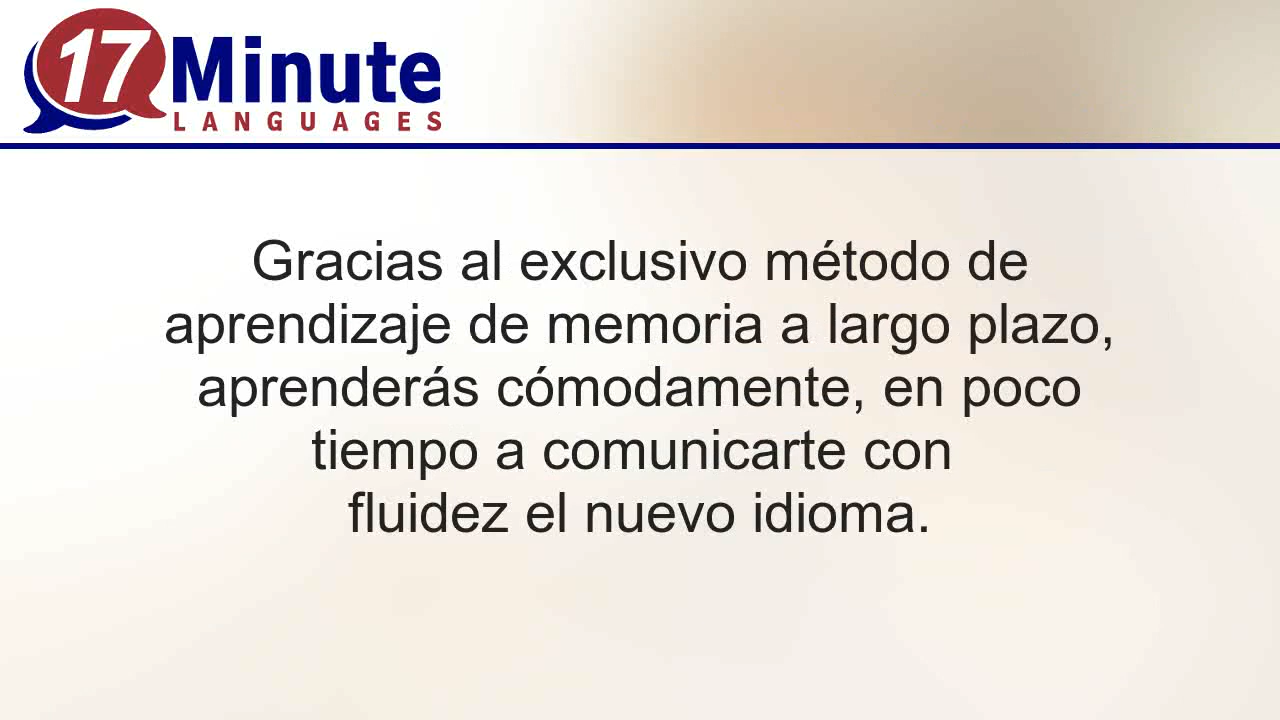 17 Minute
LANGUAGES
Gracias al exclusivo método de
aprendizaje de memoria a largo plazo,
aprenderás cómodamente, en poco
tiempo a comunicarte con
fluidez el nuevo idioma.